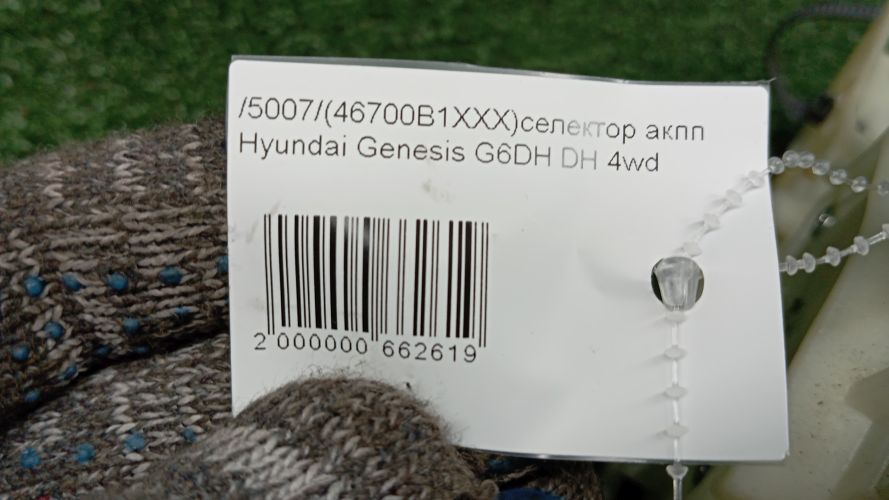 /5007/(46700B1XXX)селектор акпп
Hyundai Genesis G6DH DH 4wd
2 000000 662619